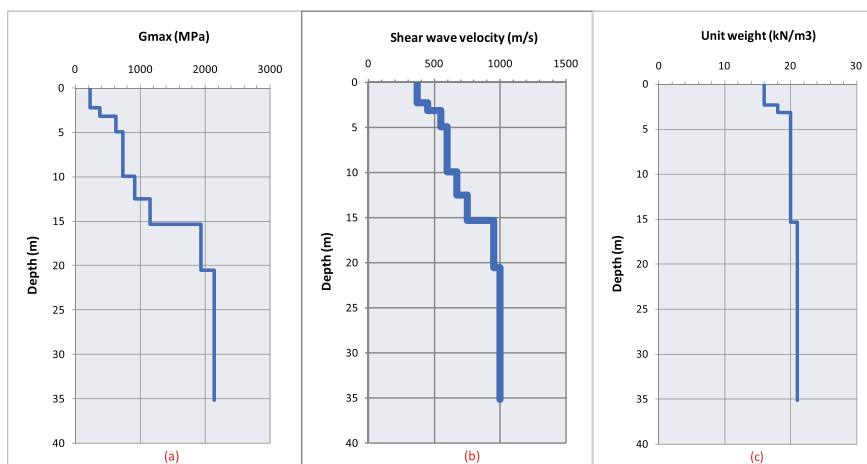 Gmax (MPa)
0 1000 2000 3000
0
5
10
15
20
25
30
35
40
Depth (m)
(a)
Shear wave velocity (m/s)
0 500 1000 1500
0
5
10
15
20
25
30
35
40
Depth (m)
(b)
Unit weight (kN/m3)
0 10 20 30
0
5
10
15
20
25
30
35
40
Depth (m)
(c)